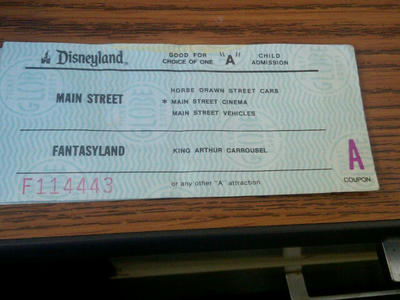 Disneyland® GOOD FOR CHOICE OF ONE "A" CHILD ADMISSION
MAIN STREET
HORSE DRAWN STREET CARS
* MAIN STREET CINEMA
MAIN STREET VEHICLES
FANTASYLAND KING ARTHUR CARROUSEL
A
COUPON
F114443
or any other "A" attraction